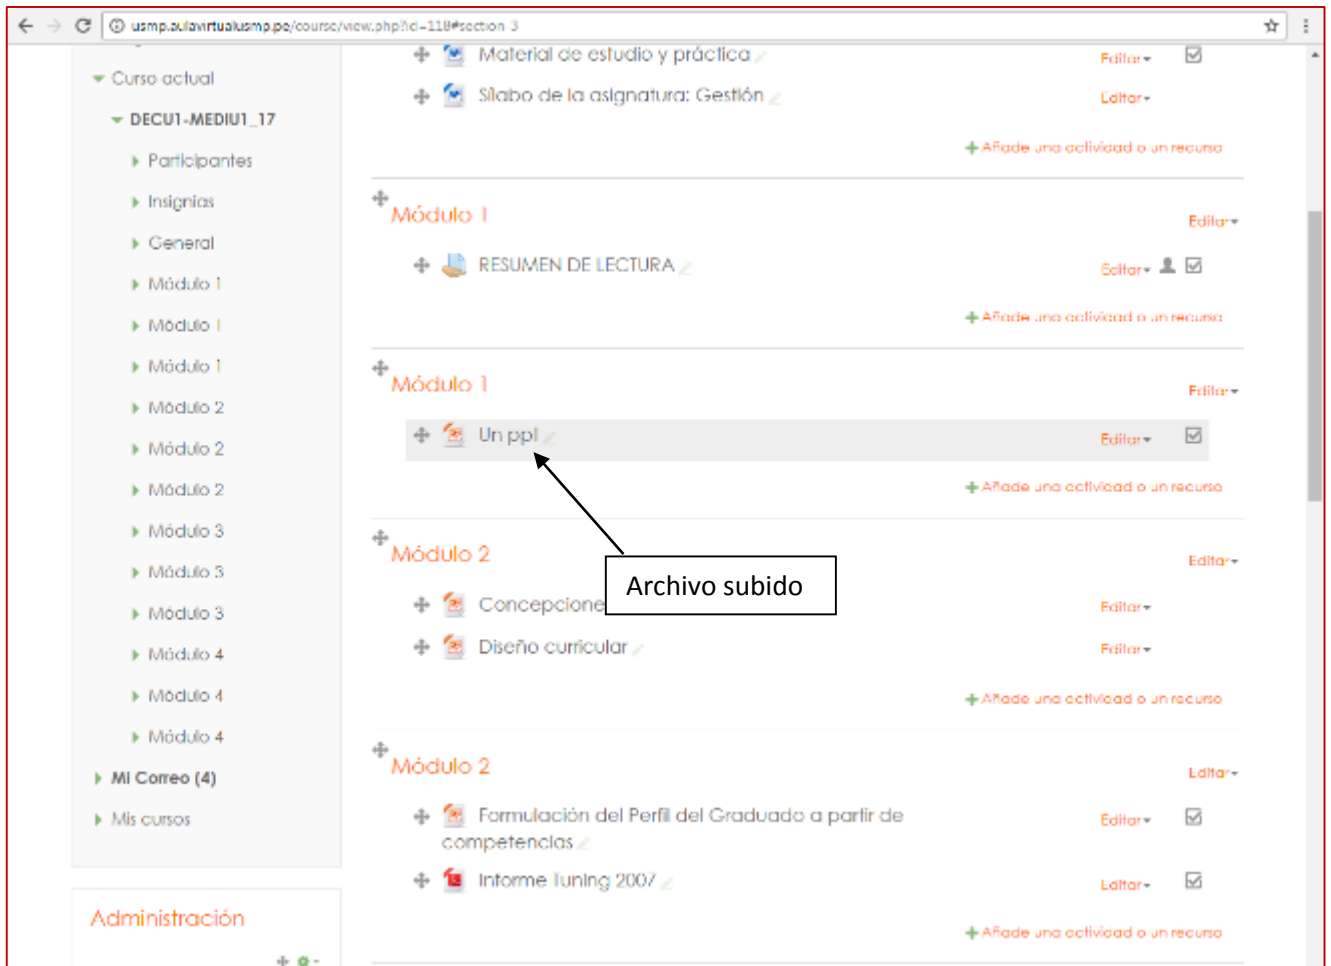 usmp.aulavirtualusmp.pe/course/view.php?id=118#section-3
Curso actual
DECU1-MEDIU1_17
Participantes
Insignias
General
Módulo 1
Módulo 1
Módulo 1
Módulo 2
Módulo 2
Módulo 2
Módulo 3
Módulo 3
Módulo 3
Módulo 4
Módulo 4
Módulo 4
Mi Correo (4)
Mis cursos
Administración
Material de estudio y práctica
Editar
Sílabo de la asignatura: Gestión
Editar
Añade una actividad o un recurso
Módulo 1
Editar
RESUMEN DE LECTURA
Editar
Añade una actividad o un recurso
Módulo 1
Editar
Un ppt
Editar
Añade una actividad o un recurso
Archivo subido
Módulo 2
Editar
Concepcione
Editar
Diseño curricular
Editar
Añade una actividad o un recurso
Módulo 2
Editar
Formulación del Perfil del Graduado a partir de
competencias
Editar
Informe Tuning 2007
Editar
Añade una actividad o un recurso